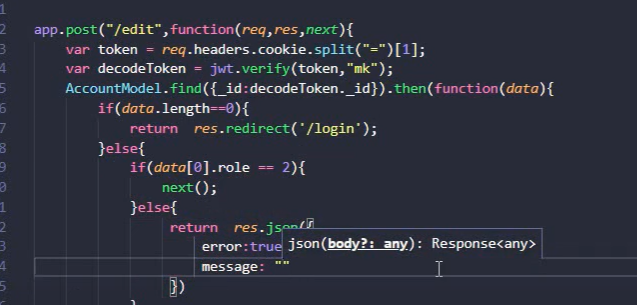 1
2 app.post("/edit",function(req,res,next){
3 var token = req.headers.cookie.split("=")[1];
4 var decodeToken = jwt.verify(token,"mk");
5 AccountModel.find({_id:decodeToken._id}).then(function(data){
6 if(data.length==0){
7 return res.redirect('/login');
8 }else{
9 if(data[0].role == 2){
0 next();
1 }else{
2 return res.json({
3 error:true
json(body?: any): Response<any>
4 message: ""
5 })
6 }